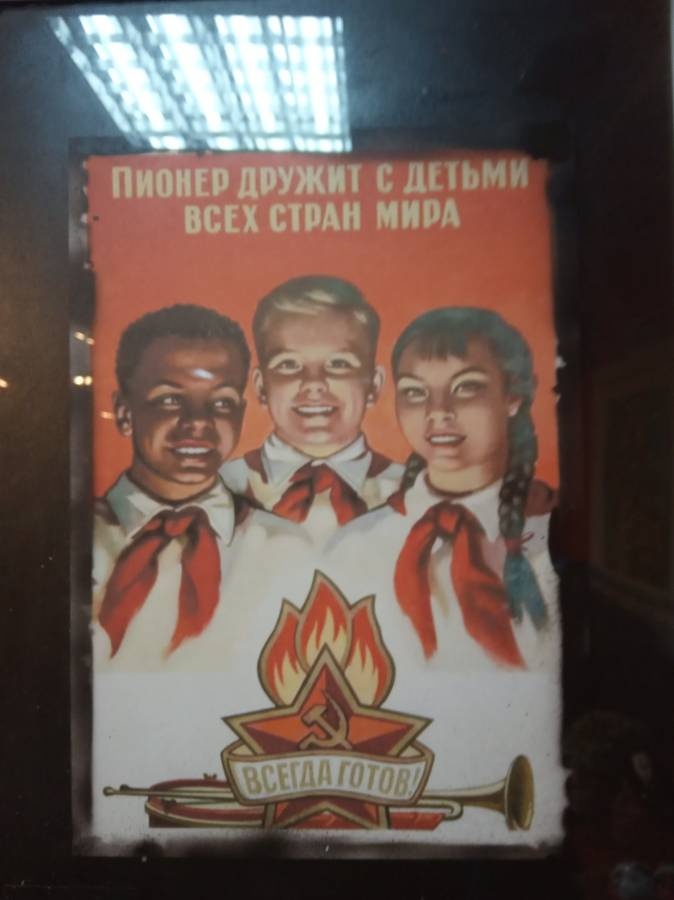 ПИОНЕР ДРУЖИТ С ДЕТЬМИ
ВСЕХ СТРАН МИРА
ВСЕГДА ГОТОВ!